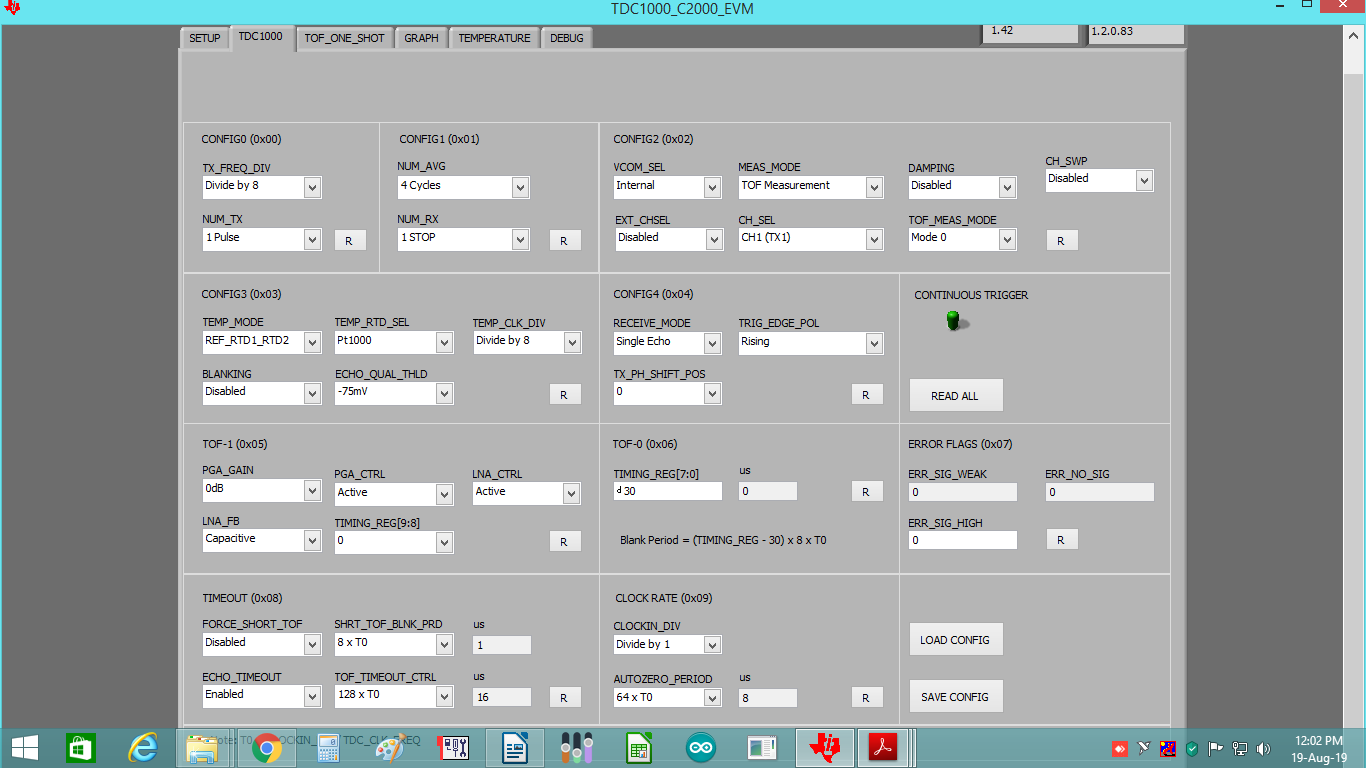 TDC1000_C2000_EVM
SETUP TDC1000 TOF_ONE_SHOT GRAPH TEMPERATURE DEBUG 1.42 1.2.0.83
CONFIG0 (0x00) CONFIG1 (0x01) CONFIG2 (0x02)
TX_FREQ_DIV NUM_AVG VCOM_SEL MEAS_MODE DAMPING CH_SWP
Divide by 8 4 Cycles Internal TOF Measurement Disabled Disabled
NUM_TX NUM_RX EXT_CHSEL CH_SEL TOF_MEAS_MODE
1 Pulse R 1 STOP R Disabled CH1 (TX1) Mode 0 R
CONFIG3 (0x03) CONFIG4 (0x04) CONTINUOUS TRIGGER
TEMP_MODE TEMP_RTD_SEL TEMP_CLK_DIV RECEIVE_MODE TRIG_EDGE_POL
REF_RTD1_RTD2 Pt1000 Divide by 8 Single Echo Rising
BLANKING ECHO_QUAL_THLD TX_PH_SHIFT_POS
Disabled -75mV R 0 R READ ALL
TOF-1 (0x05) TOF-0 (0x06) ERROR FLAGS (0x07)
PGA_GAIN PGA_CTRL LNA_CTRL TIMING_REG[7:0] us ERR_SIG_WEAK ERR_NO_SIG
0dB Active Active d 30 0 R 0 0
LNA_FB TIMING_REG[9:8] ERR_SIG_HIGH
Capacitive 0 R Blank Period = (TIMING_REG - 30) x 8 x T0 0 R
TIMEOUT (0x08) CLOCK RATE (0x09)
FORCE_SHORT_TOF SHRT_TOF_BLNK_PRD us CLOCKIN_DIV
Disabled 8 x T0 1 Divide by 1 LOAD CONFIG
ECHO_TIMEOUT TOF_TIMEOUT_CTRL us AUTOZERO_PERIOD us
Enabled 128 x T0 16 R 64 x T0 8 R SAVE CONFIG
12:02 PM
19-Aug-19